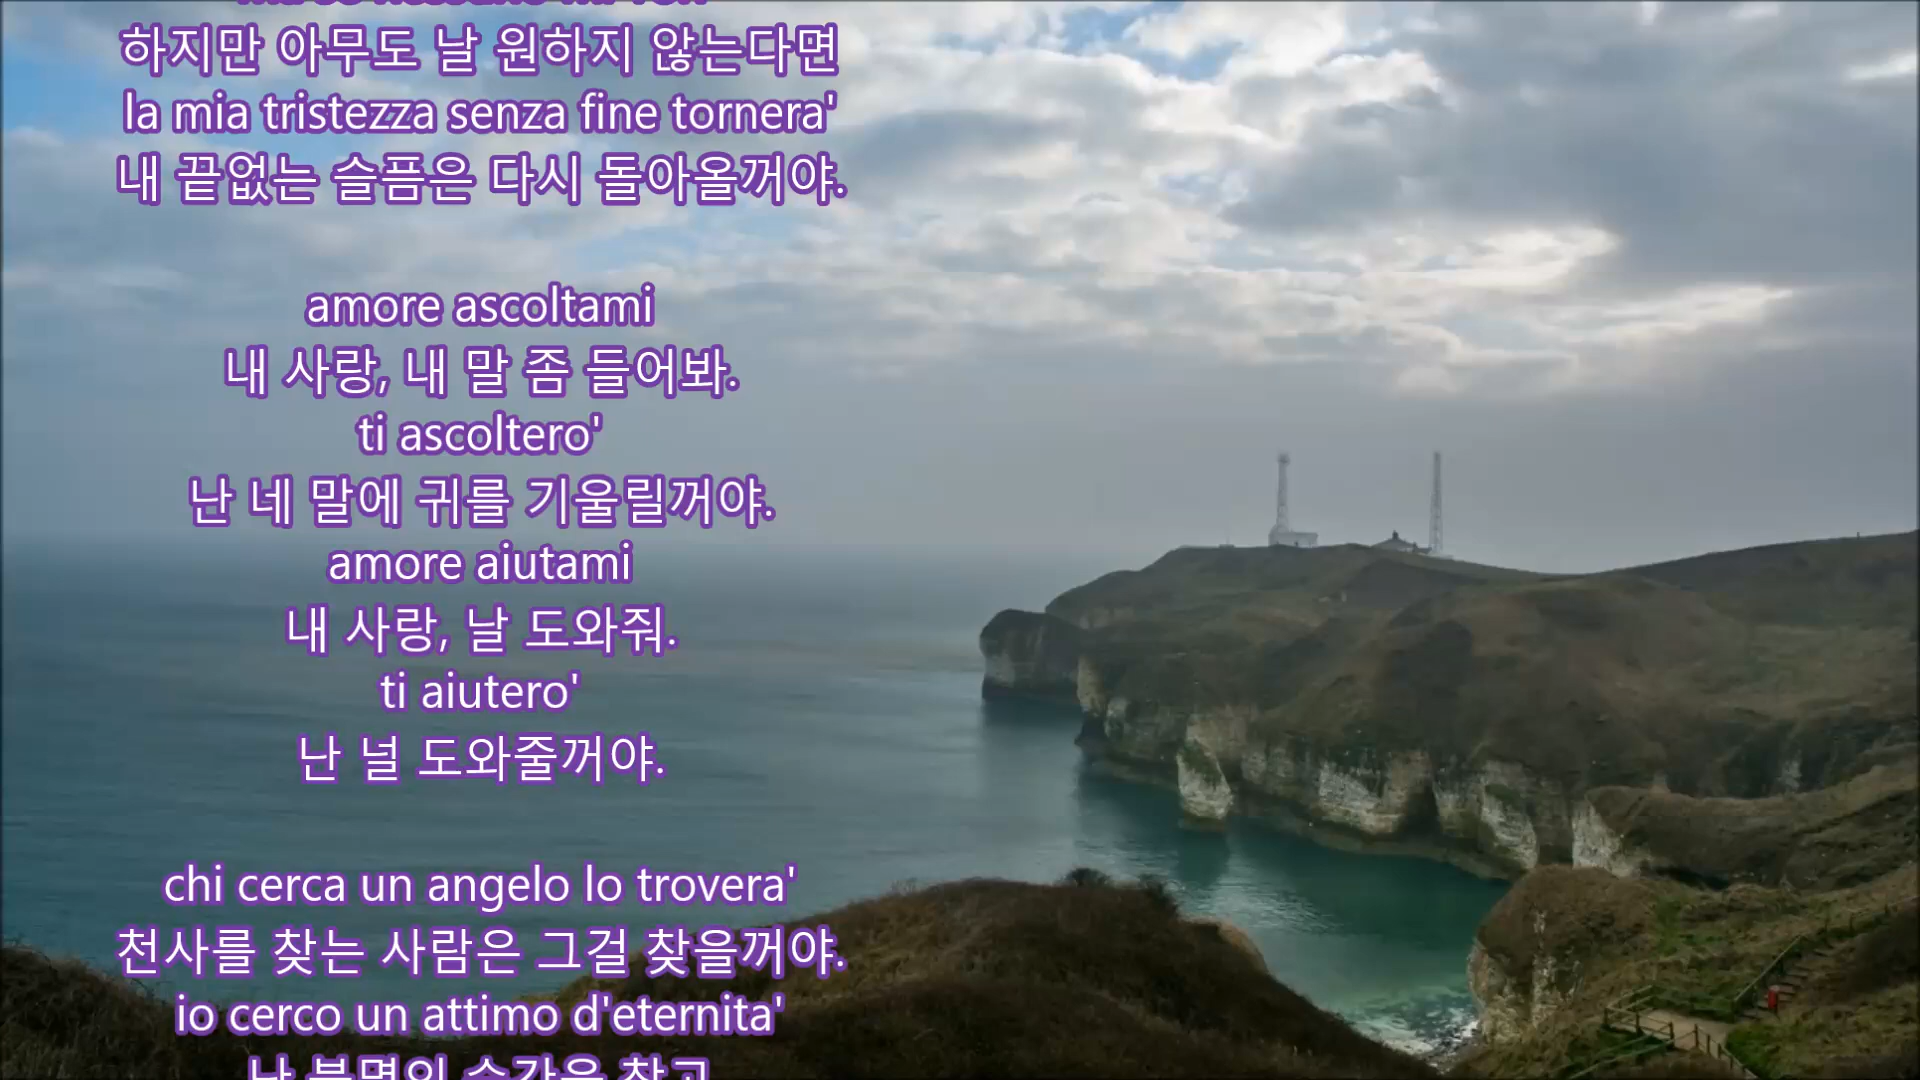 하지만 아무도 날 원하지 않는다면
la mia tristezza senza fine tornera'
내 끝없는 슬픔은 다시 돌아올꺼야.
amore ascoltami
내 사랑, 내 말 좀 들어봐.
ti ascoltero'
난 네 말에 귀를 기울릴꺼야.
amore aiutami
내 사랑, 날 도와줘.
ti aiutero'
난 널 도와줄꺼야.
chi cerca un angelo lo trovera'
천사를 찾는 사람은 그걸 찾을꺼야.
io cerco un attimo d'eternita'